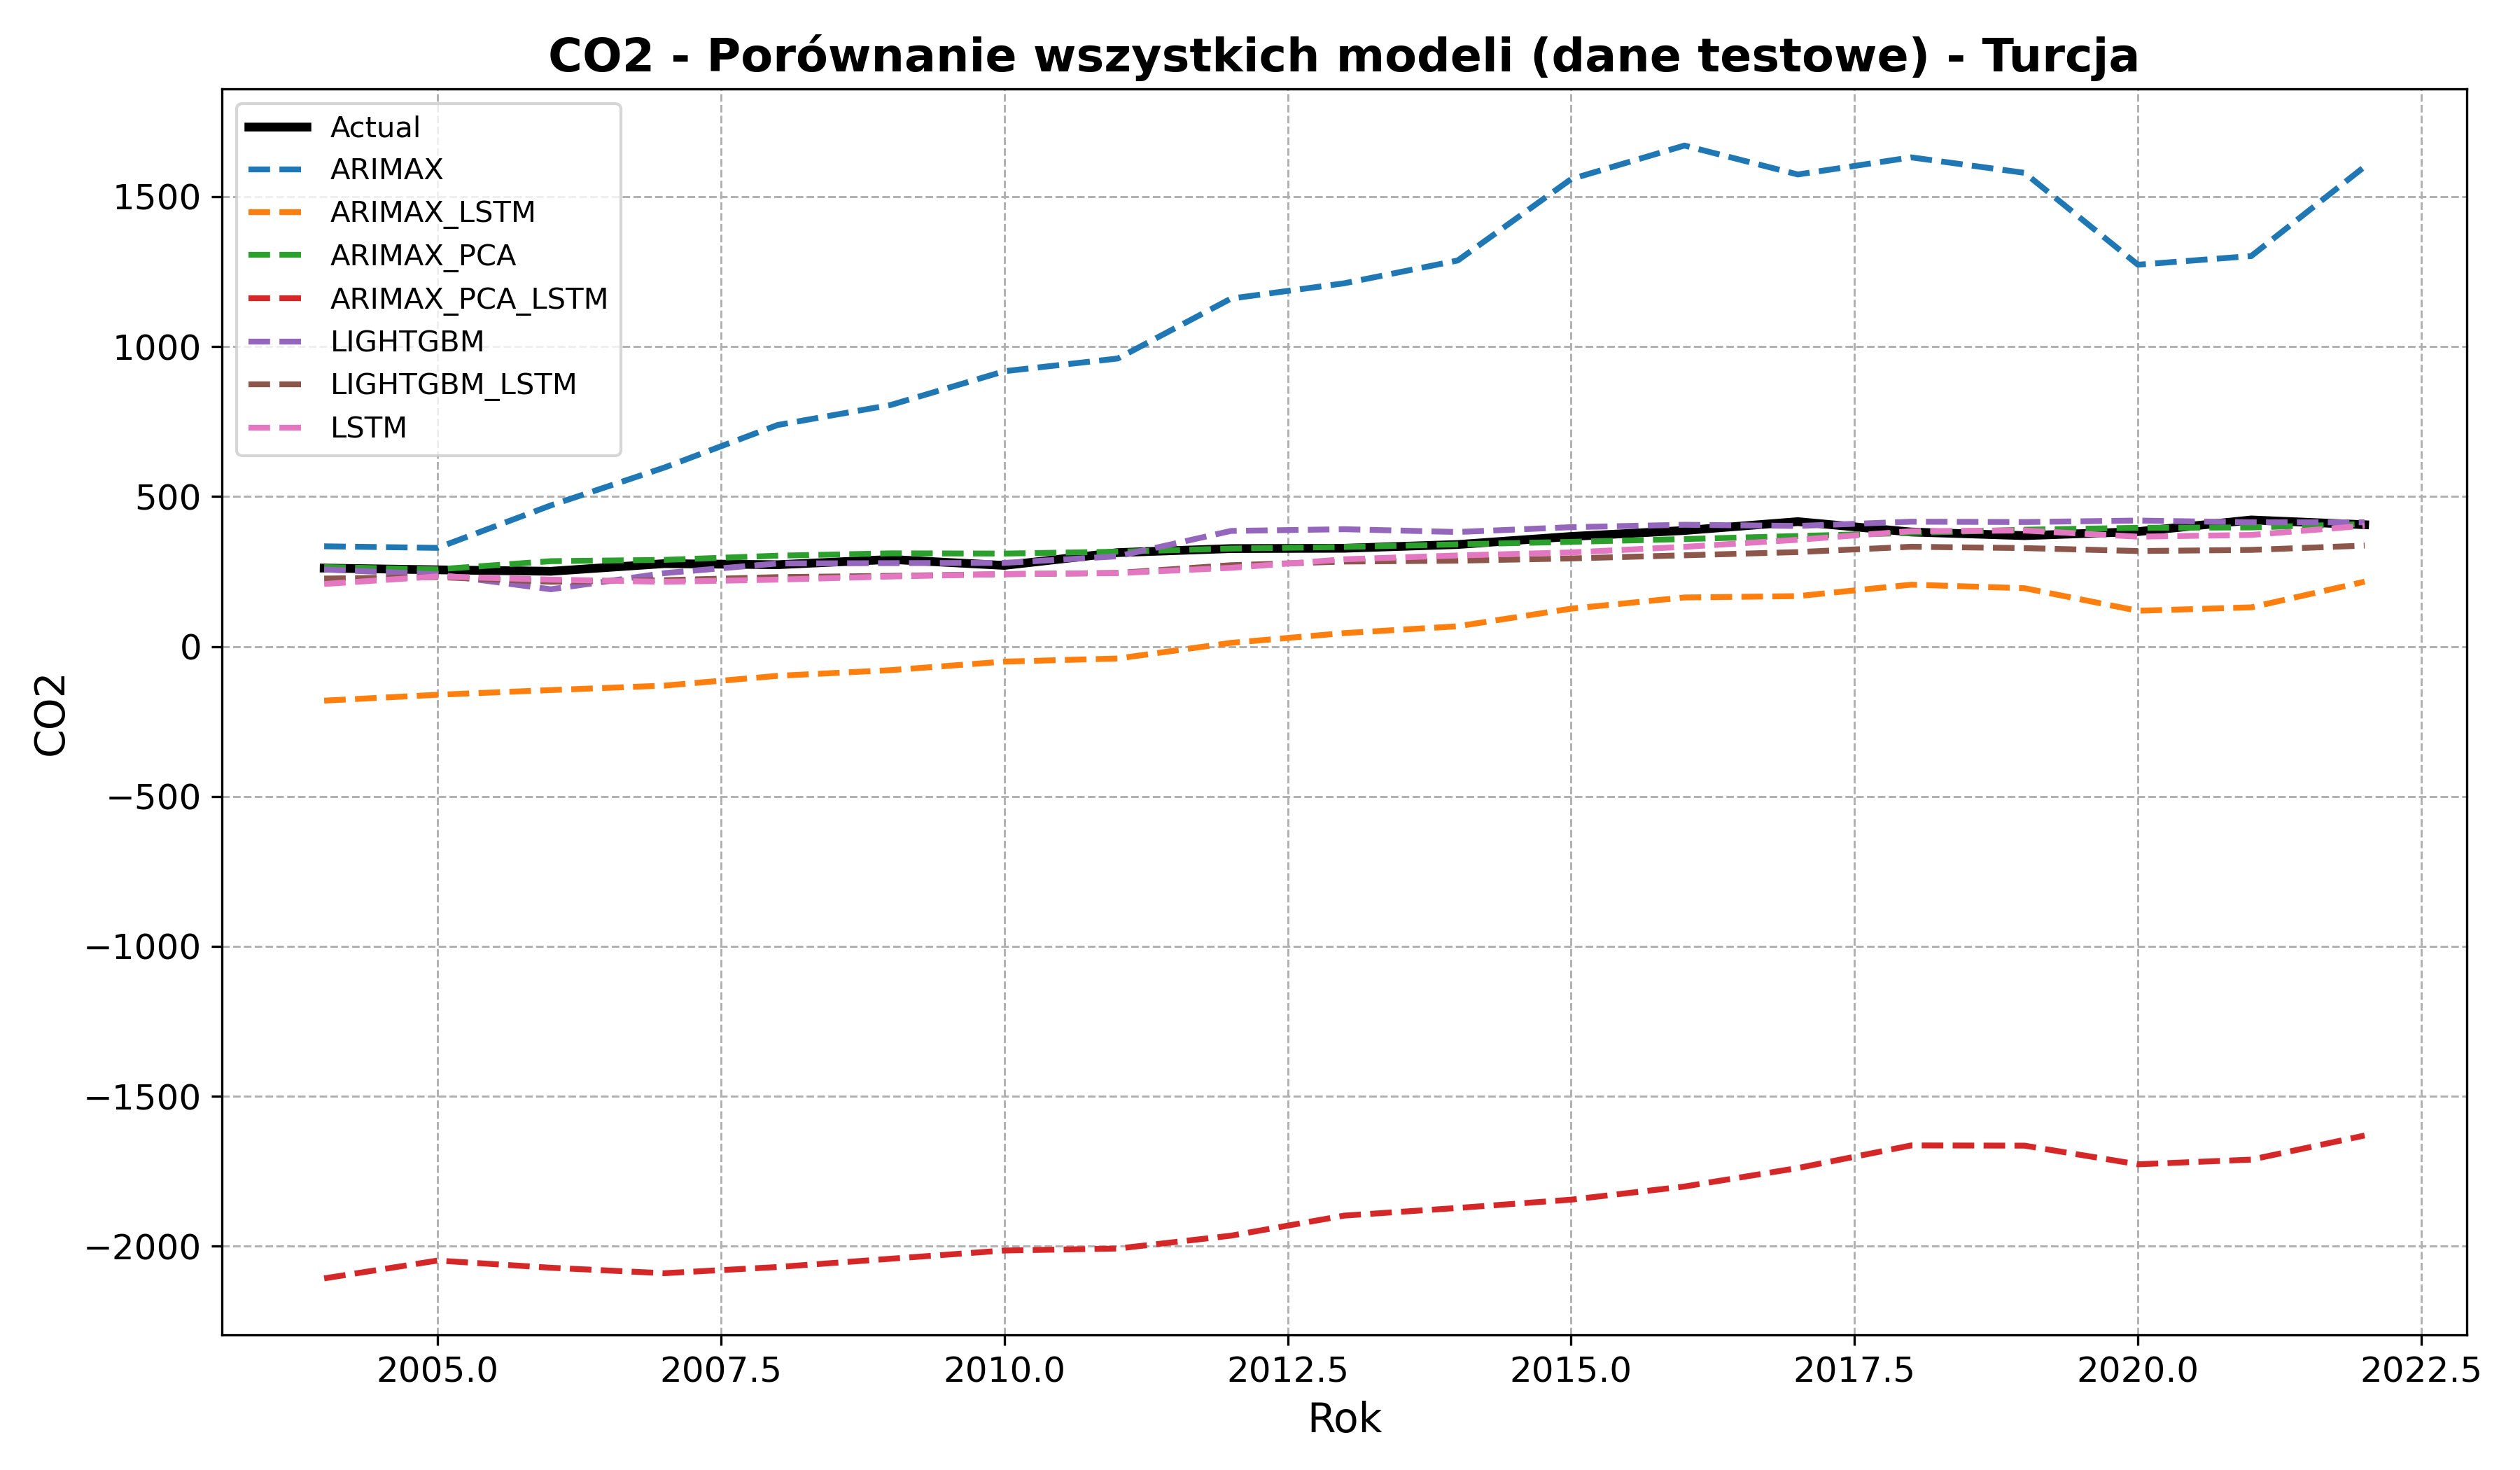 CO2 - Porównanie wszystkich modeli (dane testowe) - Turcja
Actual
ARIMAX
ARIMAX_LSTM
ARIMAX_PCA
ARIMAX_PCA_LSTM
LIGHTGBM
LIGHTGBM_LSTM
LSTM
1500
1000
500
0
−500
−1000
−1500
−2000
CO2
2005.0 2007.5 2010.0 2012.5 2015.0 2017.5 2020.0 2022.5
Rok